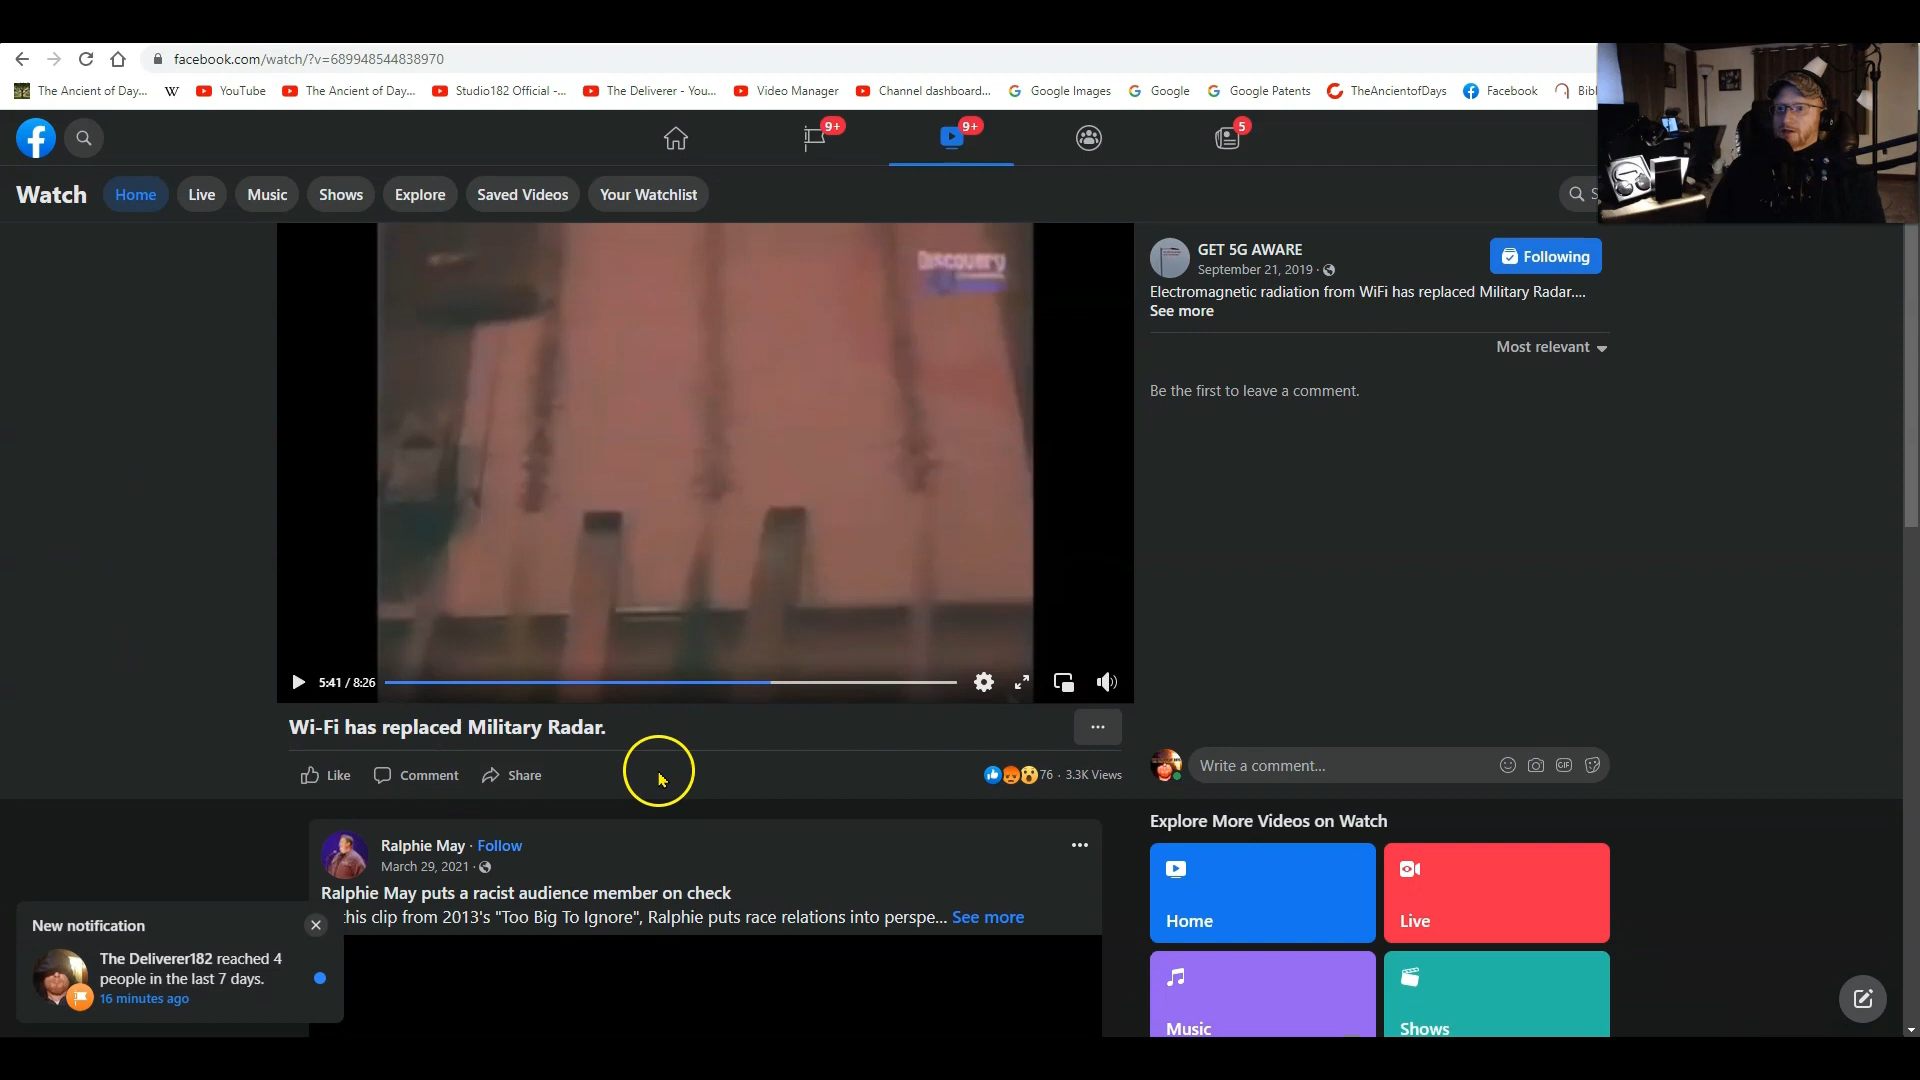 facebook.com/watch/?v=689948544838970
The Ancient of Day... W YouTube The Ancient of Day... Studio182 Official -... The Deliverer - You... Video Manager Channel dashboard... Google Images Google Google Patents TheAncientofDays Facebook Bibl
9+ 9+ 5
Watch Home Live Music Shows Explore Saved Videos Your Watchlist
Discovery
GET 5G AWARE
September 21, 2019 ·
Following
Electromagnetic radiation from WiFi has replaced Military Radar....
See more
Most relevant
Be the first to leave a comment.
5:41 / 8:26
Wi-Fi has replaced Military Radar.
Like Comment Share 76 · 3.3K Views
Write a comment... GIF
Ralphie May · Follow
March 29, 2021 ·
Ralphie May puts a racist audience member on check
his clip from 2013's "Too Big To Ignore", Ralphie puts race relations into perspe... See more
New notification
The Deliverer182 reached 4
people in the last 7 days.
16 minutes ago
Explore More Videos on Watch
Home
Live
Music
Shows